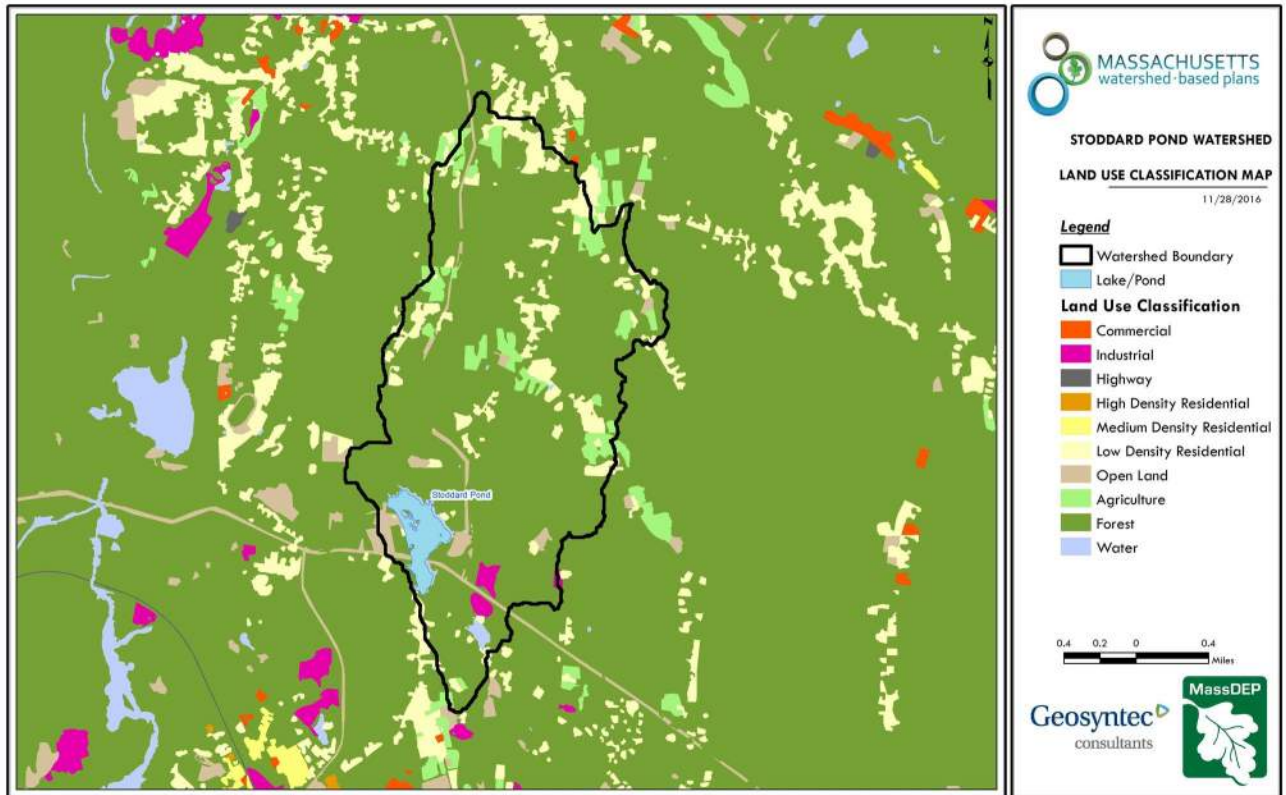 Stoddard Pond
MASSACHUSETTS
watershed-based plans
STODDARD POND WATERSHED
LAND USE CLASSIFICATION MAP
11/28/2016
Legend
Watershed Boundary
Lake/Pond
Land Use Classification
Commercial
Industrial
Highway
High Density Residential
Medium Density Residential
Low Density Residential
Open Land
Agriculture
Forest
Water
0.4 0.2 0 0.4
Miles
Geosyntec
consultants
MassDEP
Z